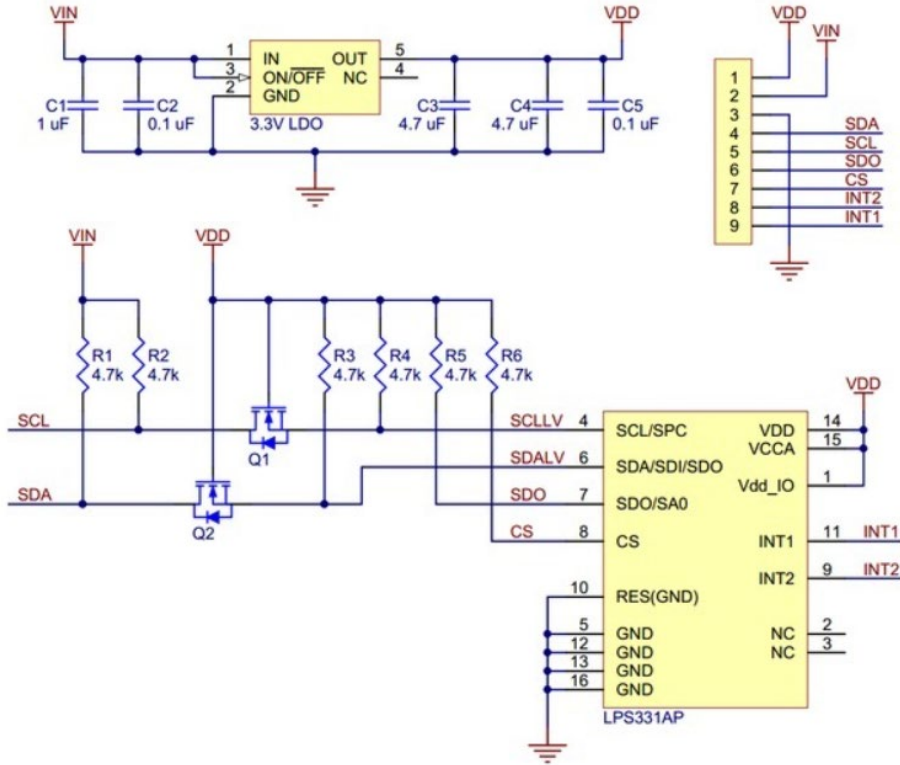 VIN
VDD
1 IN OUT 5
3 ON/OFF NC 4
2 GND
3.3V LDO
C1
1 uF
C2
0.1 uF
C3
4.7 uF
C4
4.7 uF
C5
0.1 uF
VDD
VIN
1
2
3
4 SDA
5 SCL
6 SDO
7 CS
8 INT2
9 INT1
VIN
VDD
R1
4.7k
R2
4.7k
R3
4.7k
R4
4.7k
R5
4.7k
R6
4.7k
SCL
Q1
SDA
Q2
VDD
SCLLV 4 SCL/SPC
SDALV 6 SDA/SDI/SDO
SDO 7 SDO/SA0
CS 8 CS
10 RES(GND)
5 GND
12 GND
13 GND
16 GND
VDD 14
VCCA 15
Vdd_IO 1
INT1 11 INT1
INT2 9 INT2
NC 2
NC 3
LPS331AP